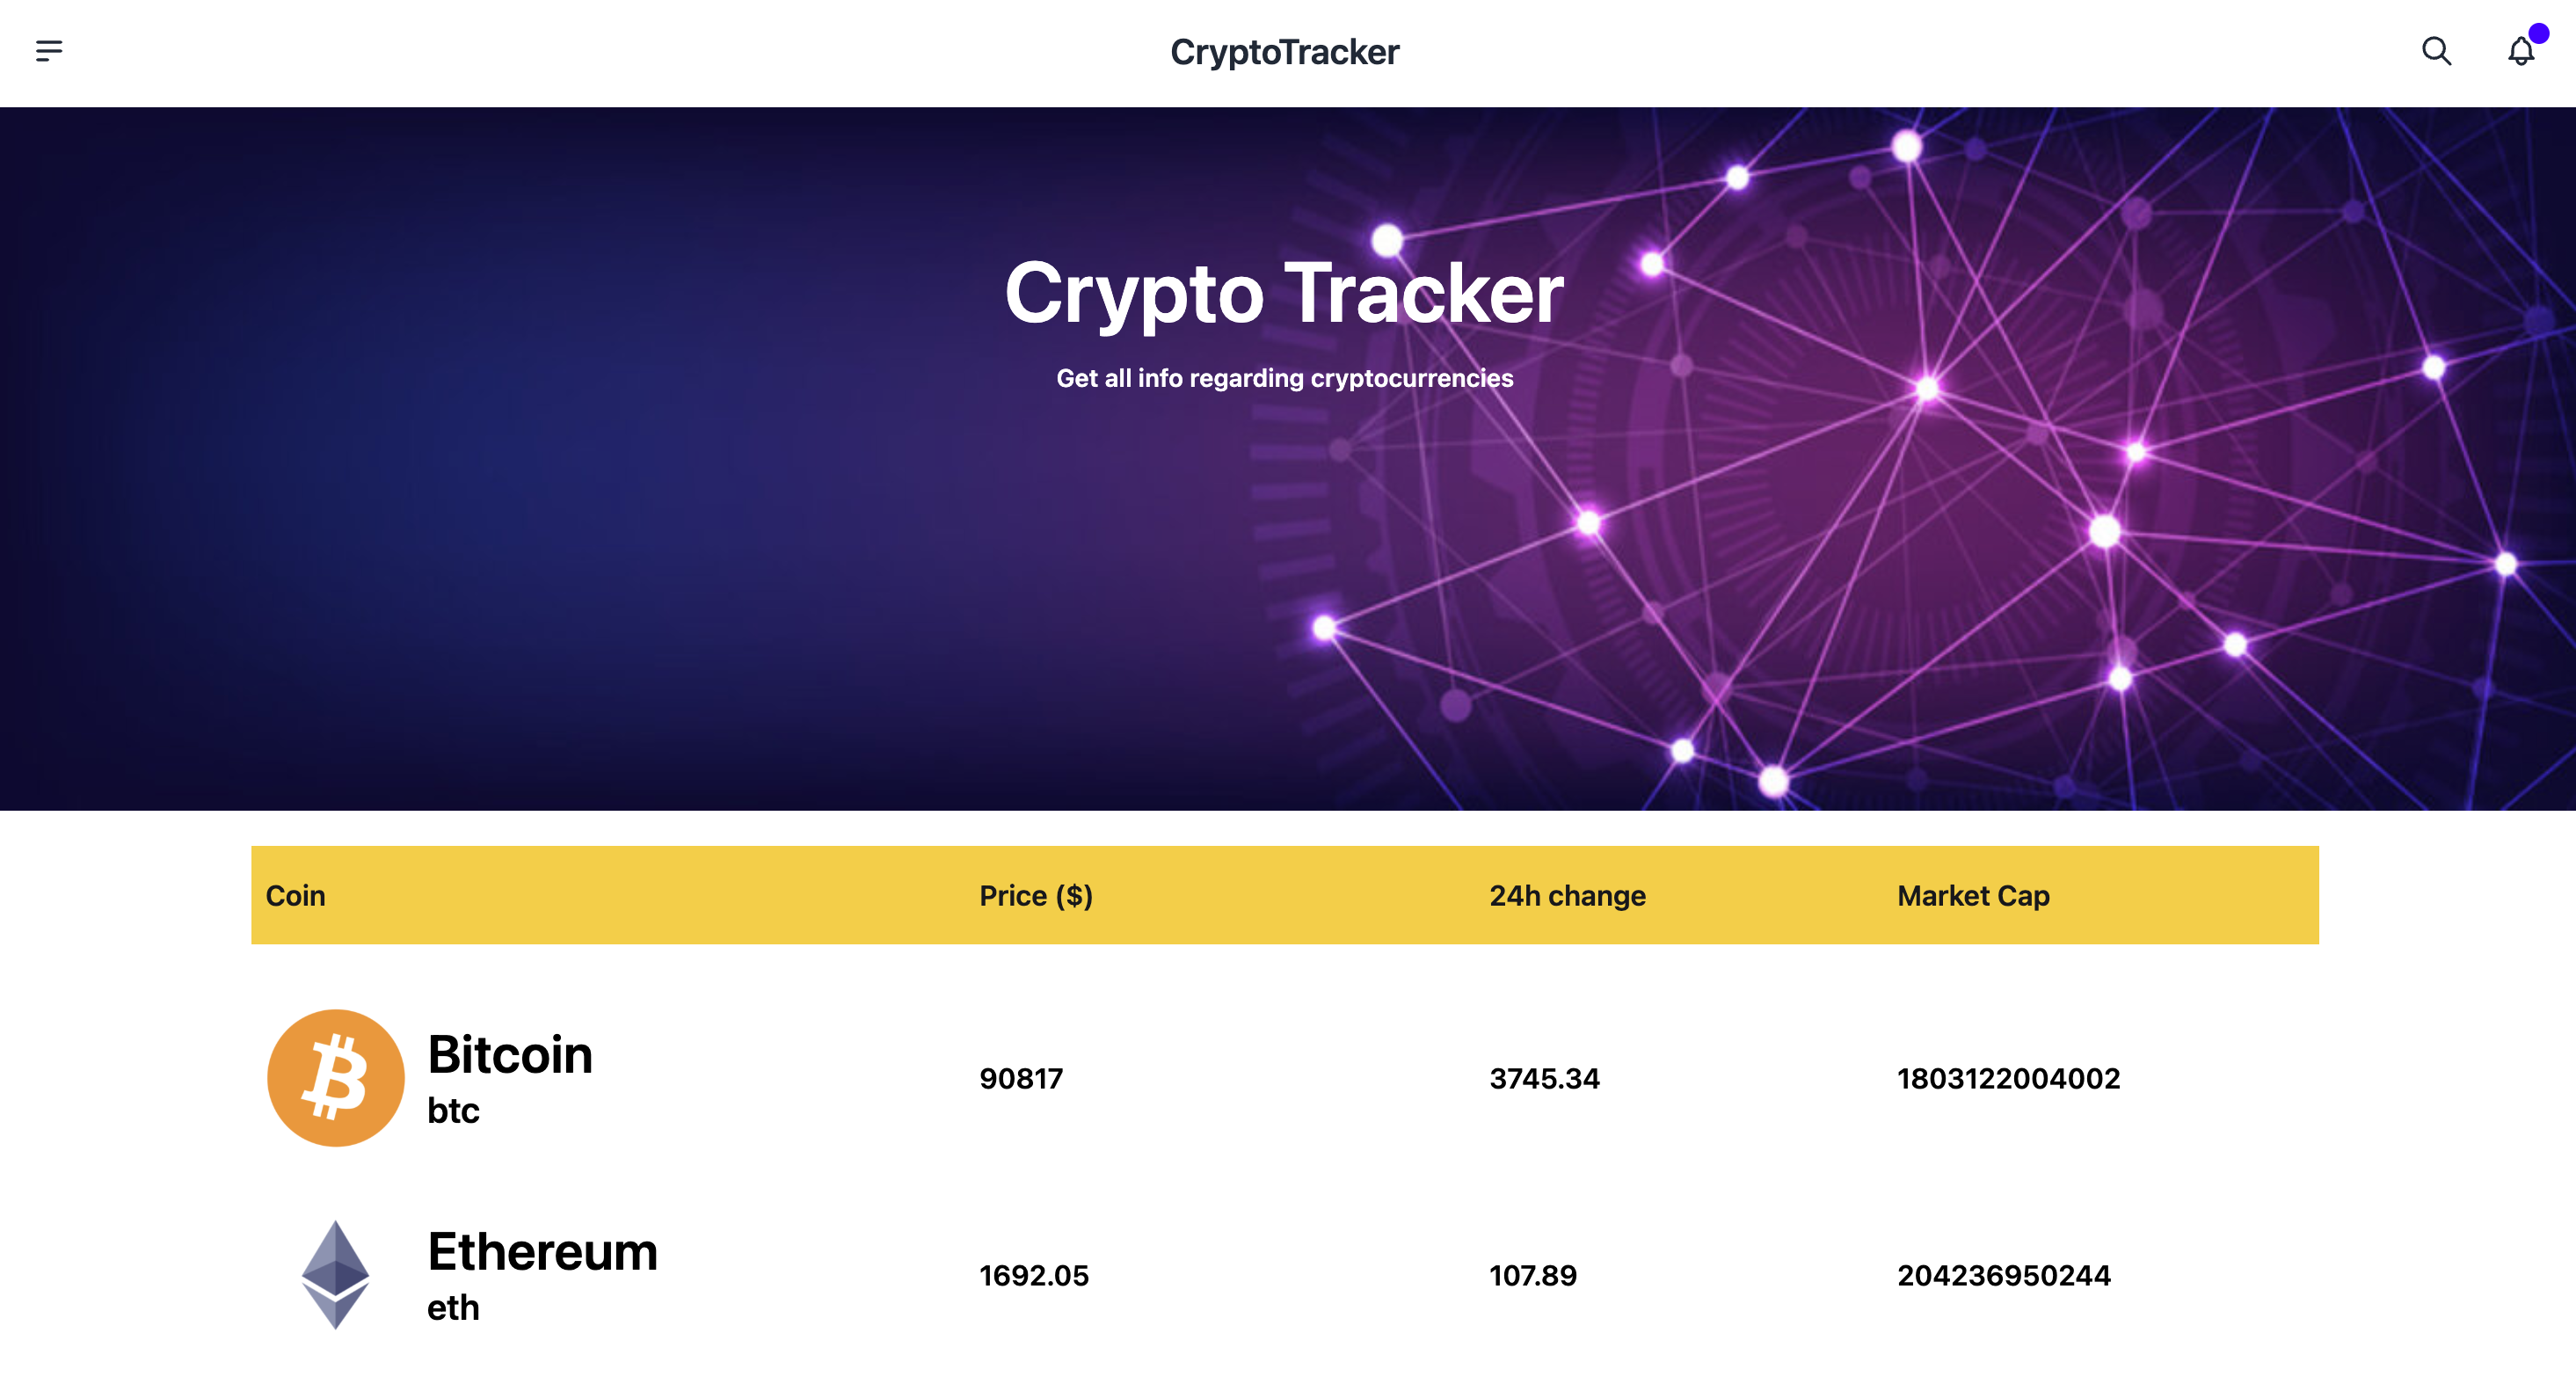 CryptoTracker
Crypto Tracker
Get all info regarding cryptocurrencies
Coin Price ($) 24h change Market Cap
Bitcoin
btc
90817 3745.34 1803122004002
Ethereum
eth
1692.05 107.89 204236950244